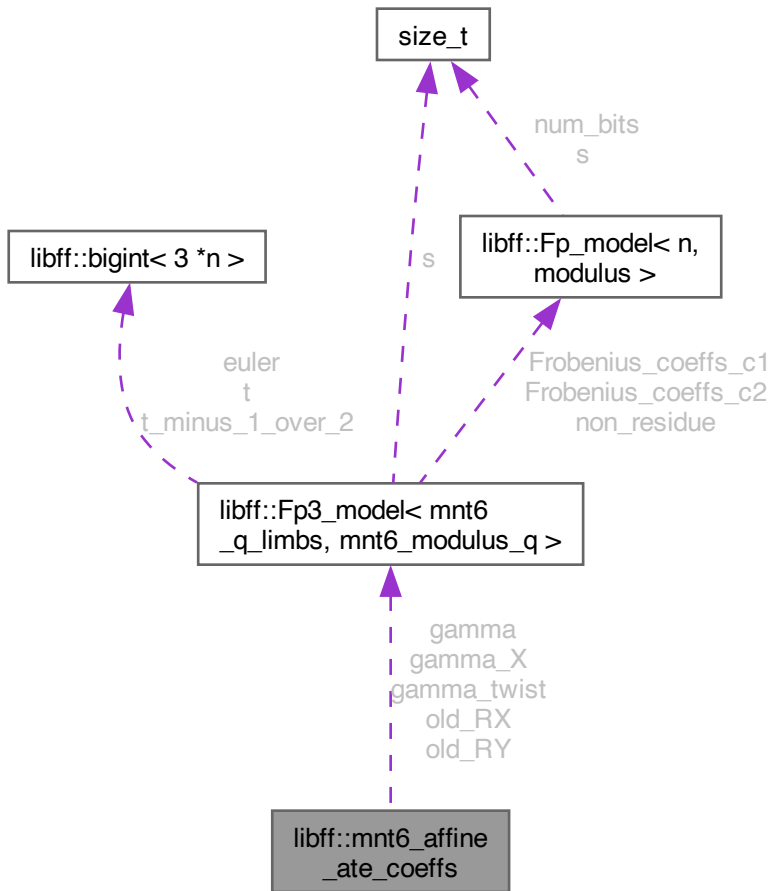 size_t
num_bits
s
libff::bigint< 3 *n >
s
libff::Fp_model< n,
modulus >
euler
t
t_minus_1_over_2
Frobenius_coeffs_c1
Frobenius_coeffs_c2
non_residue
libff::Fp3_model< mnt6
_q_limbs, mnt6_modulus_q >
gamma
gamma_X
gamma_twist
old_RX
old_RY
libff::mnt6_affine
_ate_coeffs